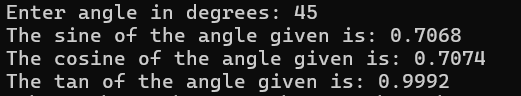 Enter angle in degrees: 45
The sine of the angle given is: 0.7068
The cosine of the angle given is: 0.7074
The tan of the angle given is: 0.9992